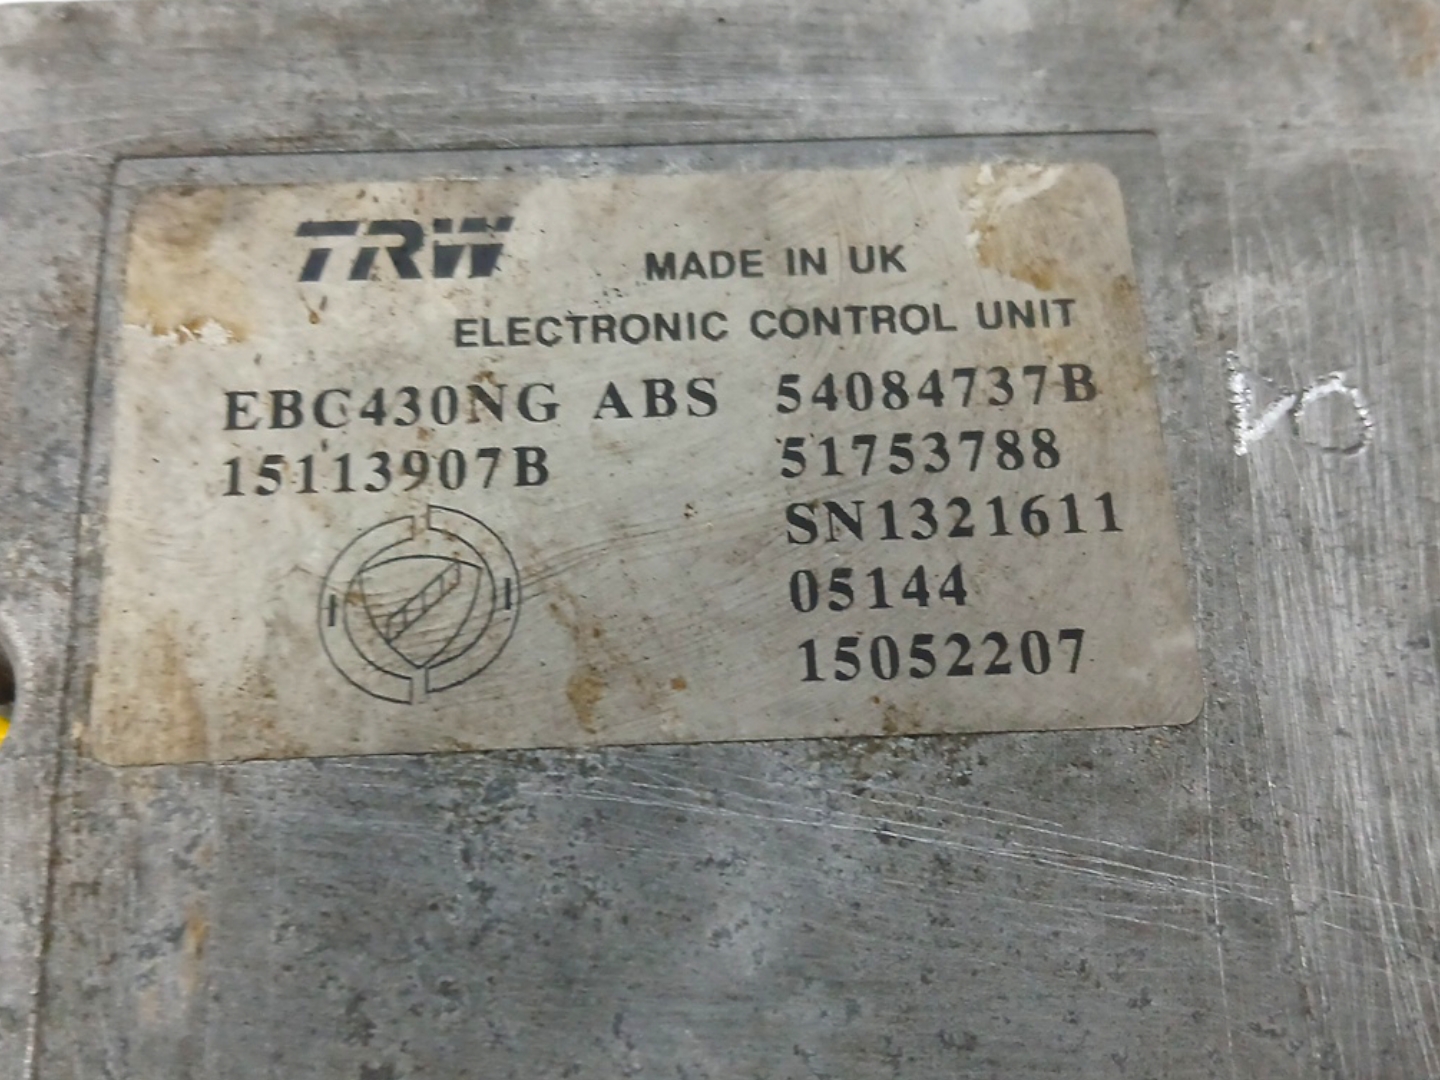 TRW MADE IN UK
ELECTRONIC CONTROL UNIT
EBC430NG ABS 54084737B
15113907B 51753788
SN1321611
05144
15052207